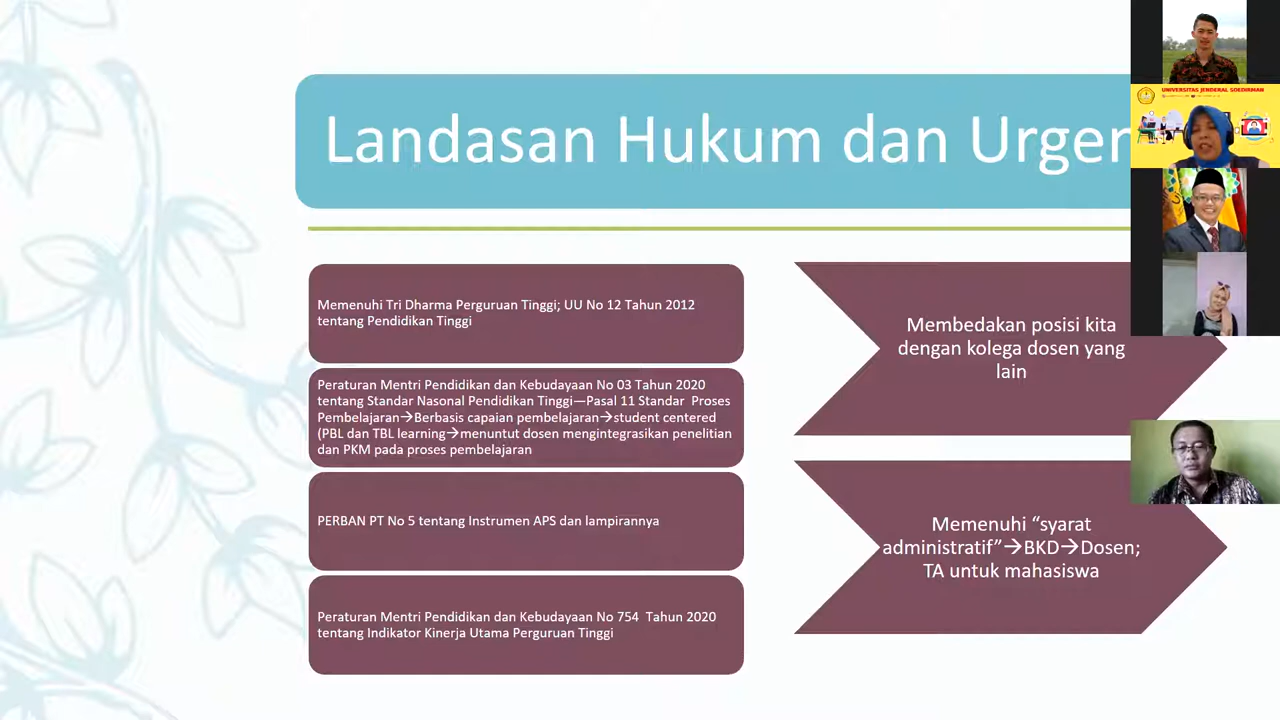 Landasan Hukum dan Urgen
Memenuhi Tri Dharma Perguruan Tinggi; UU No 12 Tahun 2012
tentang Pendidikan Tinggi
Peraturan Mentri Pendidikan dan Kebudayaan No 03 Tahun 2020
tentang Standar Nasonal Pendidikan Tinggi—Pasal 11 Standar Proses
Pembelajaran→Berbasis capaian pembelajaran→student centered
(PBL dan TBL learning→menuntut dosen mengintegrasikan penelitian
dan PKM pada proses pembelajaran
PERBAN PT No 5 tentang Instrumen APS dan lampirannya
Peraturan Mentri Pendidikan dan Kebudayaan No 754 Tahun 2020
tentang Indikator Kinerja Utama Perguruan Tinggi
Membedakan posisi kita
dengan kolega dosen yang
lain
Memenuhi “syarat
administratif”→BKD→Dosen;
TA untuk mahasiswa
UNIVERSITAS JENDERAL SOEDIRMAN